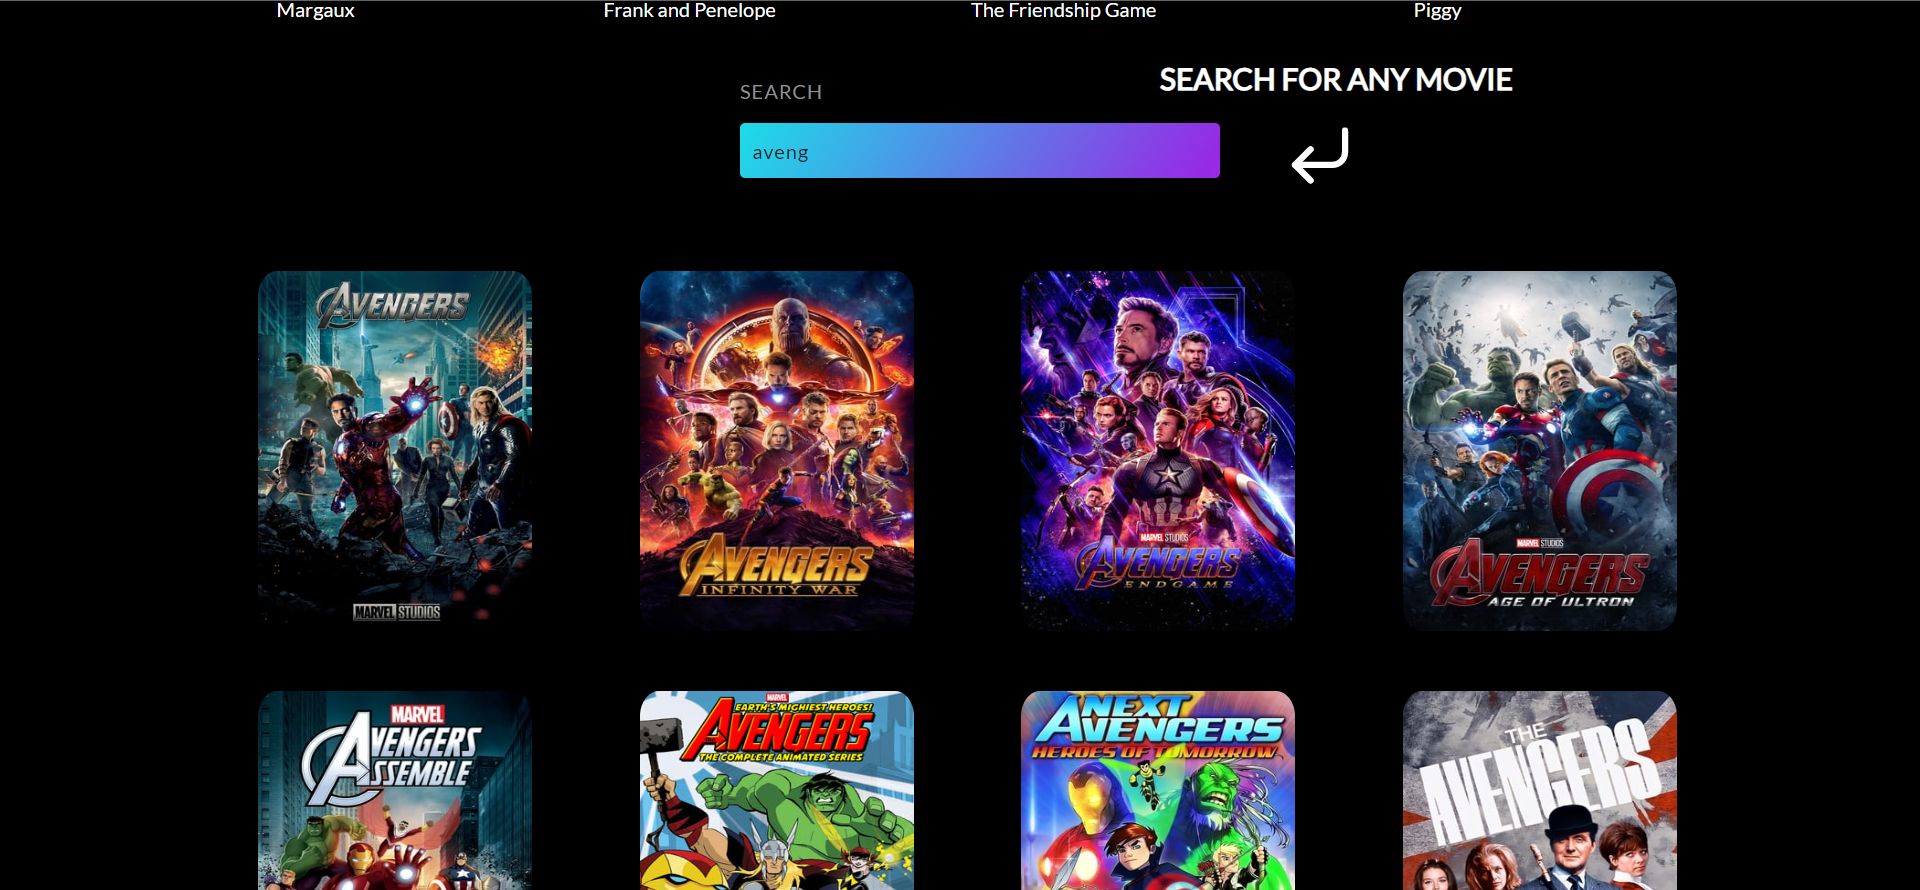 Margaux
Frank and Penelope
The Friendship Game
Piggy
SEARCH FOR ANY MOVIE
SEARCH
aveng
AVENGERS
MARVEL STUDIOS
AVENGERS
INFINITY WAR
MARVEL STUDIOS
AVENGERS
ENDGAME
MARVEL STUDIOS
AVENGERS
AGE OF ULTRON
MARVEL
AVENGERS
ASSEMBLE
MARVEL
EARTH'S MIGHTIEST HEROES!
AVENGERS
THE COMPLETE ANIMATED SERIES
NEXT
AVENGERS
HEROES OF TOMORROW
THE
AVENGERS